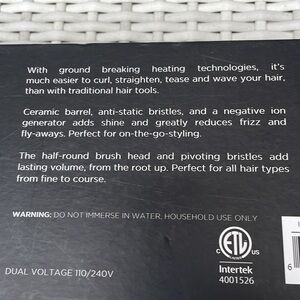 With ground breaking heating technologies, it's
much easier to curl, straighten, tease and wave your hair,
than with traditional hair tools.
Ceramic barrel, anti-static bristles, and a negative ion
generator adds shine and greatly reduces frizz and
fly-aways. Perfect for on-the-go-styling.
The half-round brush head and pivoting bristles add
lasting volume, from the root up. Perfect for all hair types
from fine to course.
WARNING: DO NOT IMMERSE IN WATER, HOUSEHOLD USE ONLY
ETL
C US
Intertek
4001526
DUAL VOLTAGE 110/240V
6